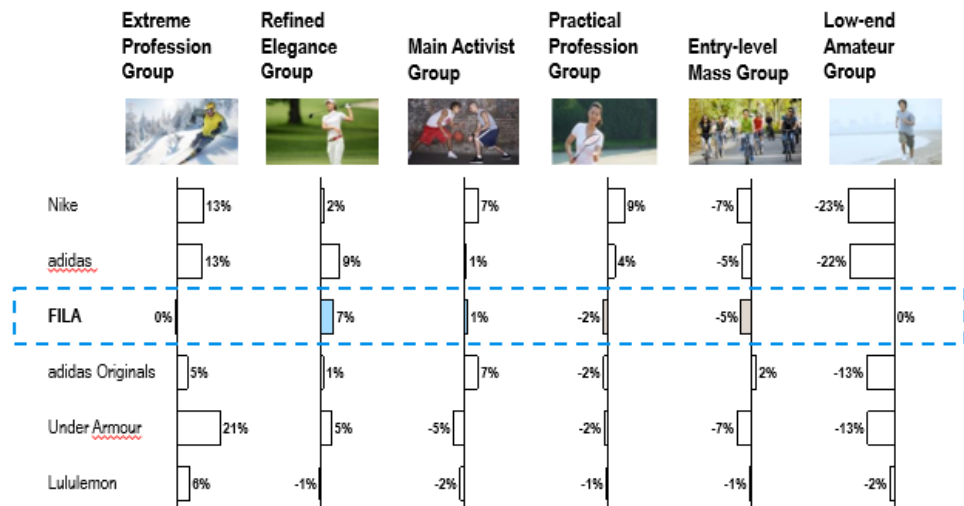 Extreme Profession Group
Refined Elegance Group
Main Activist Group
Practical Profession Group
Entry-level Mass Group
Low-end Amateur Group
Nike 13% 2% 7% 9% -7% -23%
adidas 13% 9% 1% 4% -5% -22%
FILA 0% 7% 1% -2% -5% 0%
adidas Originals 5% 1% 7% -2% 2% -13%
Under Armour 21% 5% -5% -2% -7% -13%
Lululemon 6% -1% -2% -1% -1% -2%